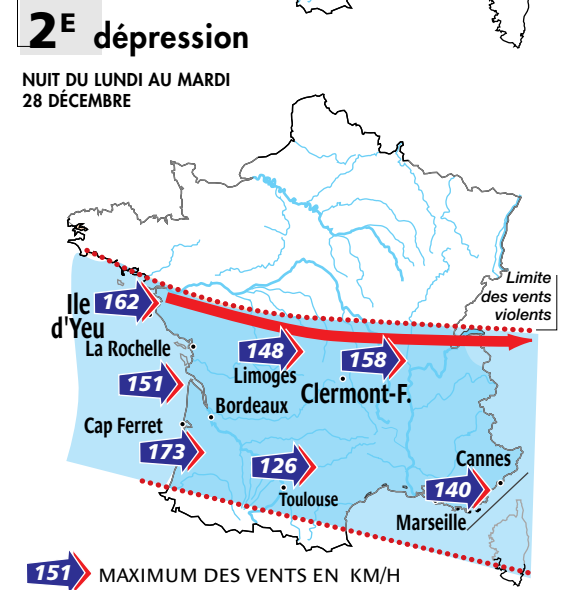 2E dépression
NUIT DU LUNDI AU MARDI
28 DÉCEMBRE
Limite
des vents
violents
Ile
d'Yeu
162
La Rochelle
148
Limoges
158
Clermont-F.
151
Bordeaux
Cap Ferret
173
126
Toulouse
Cannes
140
Marseille
151 MAXIMUM DES VENTS EN KM/H